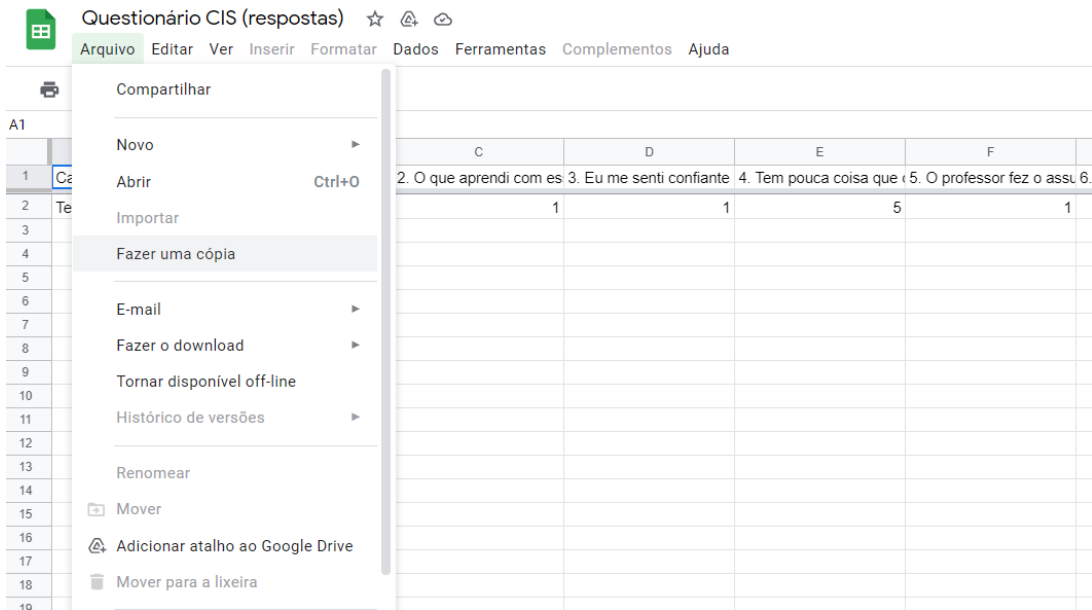 Questionário CIS (respostas)
Arquivo Editar Ver Inserir Formatar Dados Ferramentas Complementos Ajuda
Compartilhar
A1
Novo
C D E F
1 Ca 2. O que aprendi com es 3. Eu me senti confiante 4. Tem pouca coisa que 5. O professor fez o assu 6.
Abrir Ctrl+O
2 Te 1 1 5 1
Importar
3
Fazer uma cópia
4
5
6
E-mail
7
Fazer o download
8
9
Tornar disponível off-line
10
Histórico de versões
11
12
13
Renomear
14
Mover
15
16
Adicionar atalho ao Google Drive
17
Mover para a lixeira
18
19